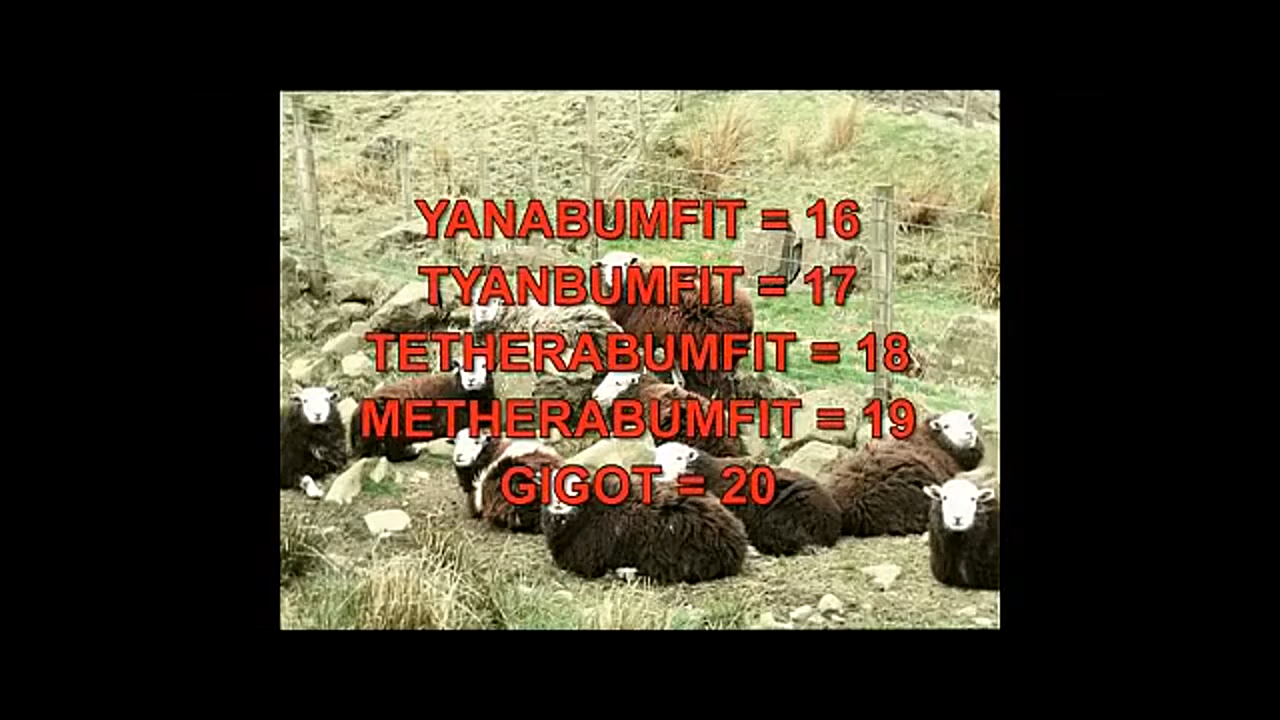 YANABUMFIT = 16
TYANBUMFIT = 17
TETHERABUMFIT = 18
METHERABUMFIT = 19
GIGOT = 20